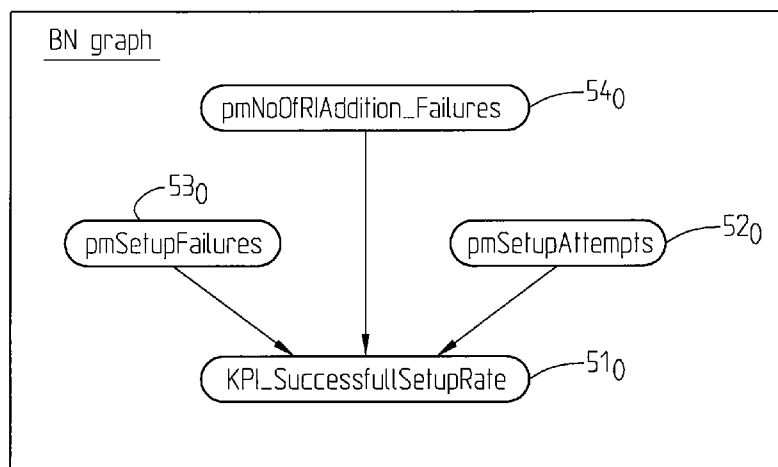 BN graph
pmNoOfRlAddition_Failures
54₀
53₀
pmSetupFailures
pmSetupAttempts
52₀
KPI_SuccessfullSetupRate
51₀